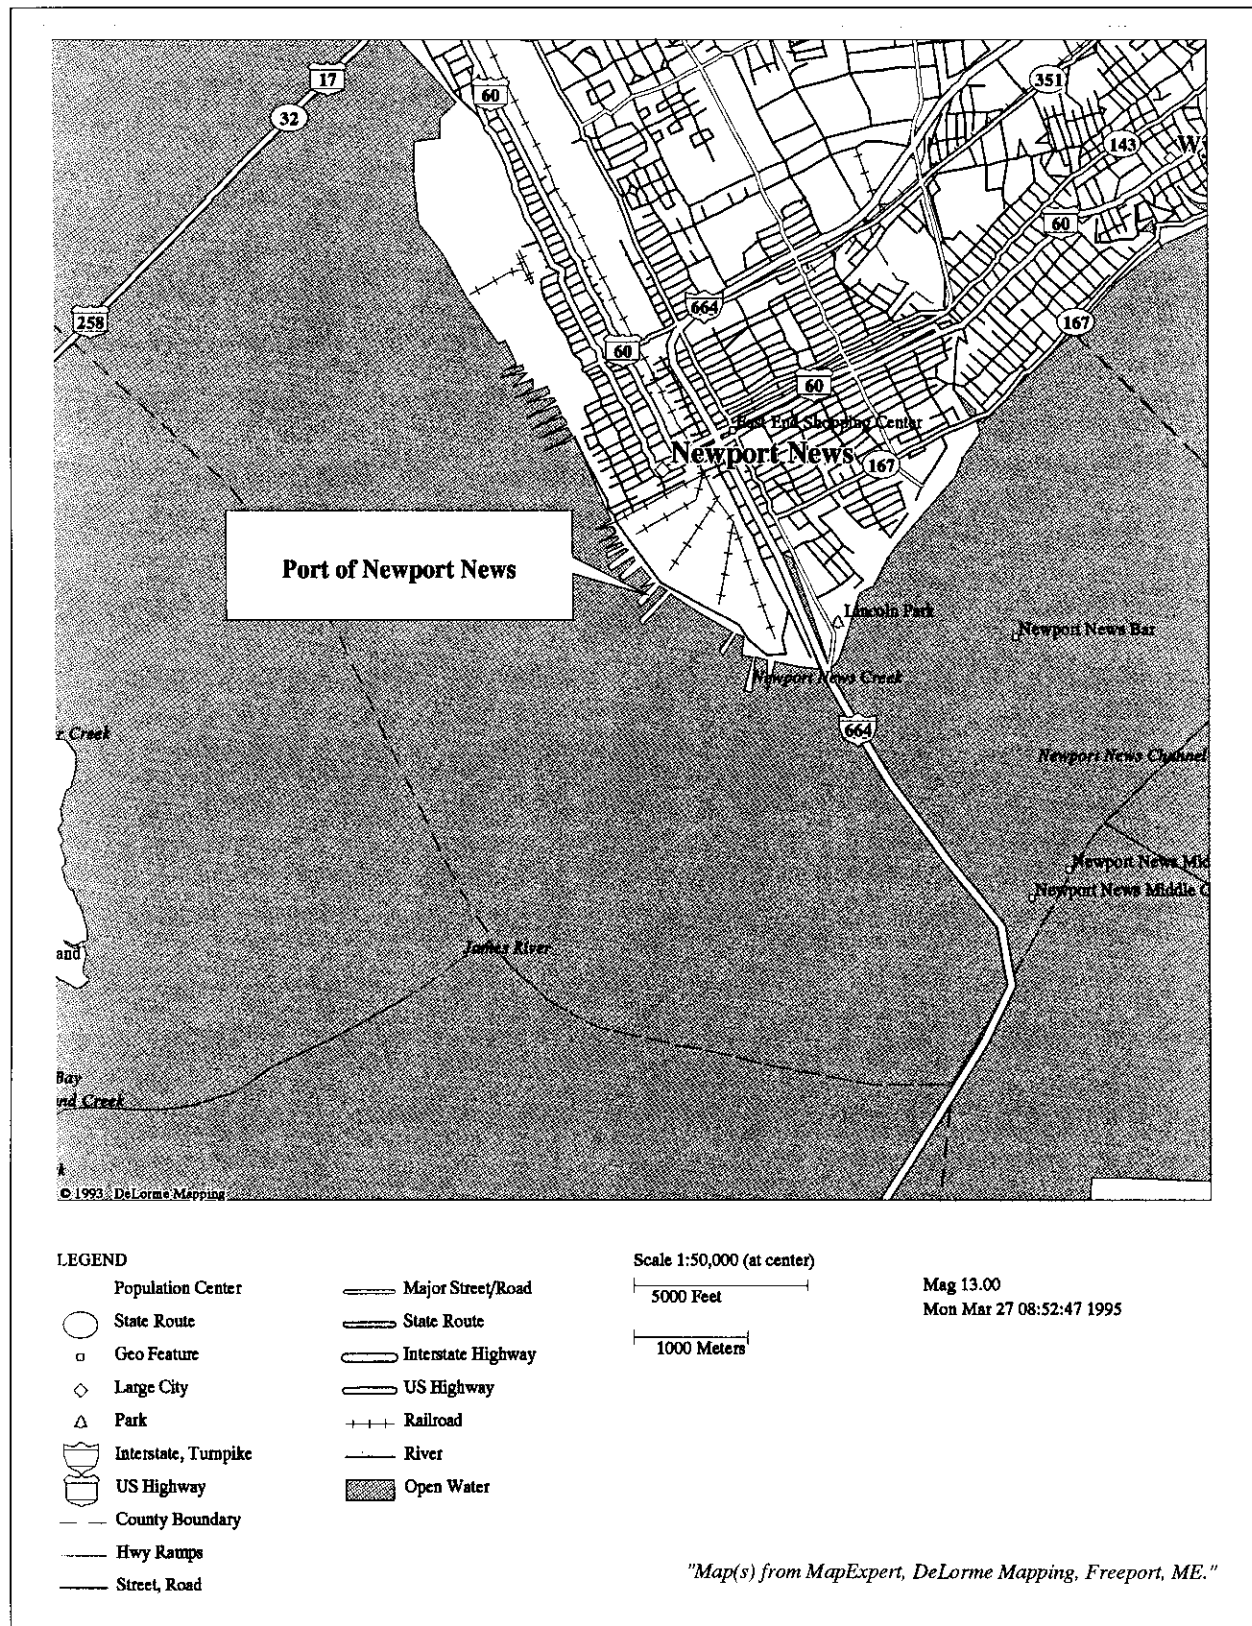 17
32
60
351
143
60
258
664
60
167
60
East End Shopping Center
Newport News
167
Port of Newport News
Lincoln Park
Newport News Bar
Newport News Creek
664
r Creek
Newport News Channel
Newport News Mid
Newport News Middle
James River
and
Bay
nd Creek
k
© 1993 DeLorme Mapping
LEGEND
Population Center
State Route
Geo Feature
Large City
Park
Interstate, Turnpike
US Highway
County Boundary
Hwy Ramps
Street, Road
Major Street/Road
State Route
Interstate Highway
US Highway
Railroad
River
Open Water
Scale 1:50,000 (at center)
5000 Feet
1000 Meters
Mag 13.00
Mon Mar 27 08:52:47 1995
"Map(s) from MapExpert, DeLorme Mapping, Freeport, ME."